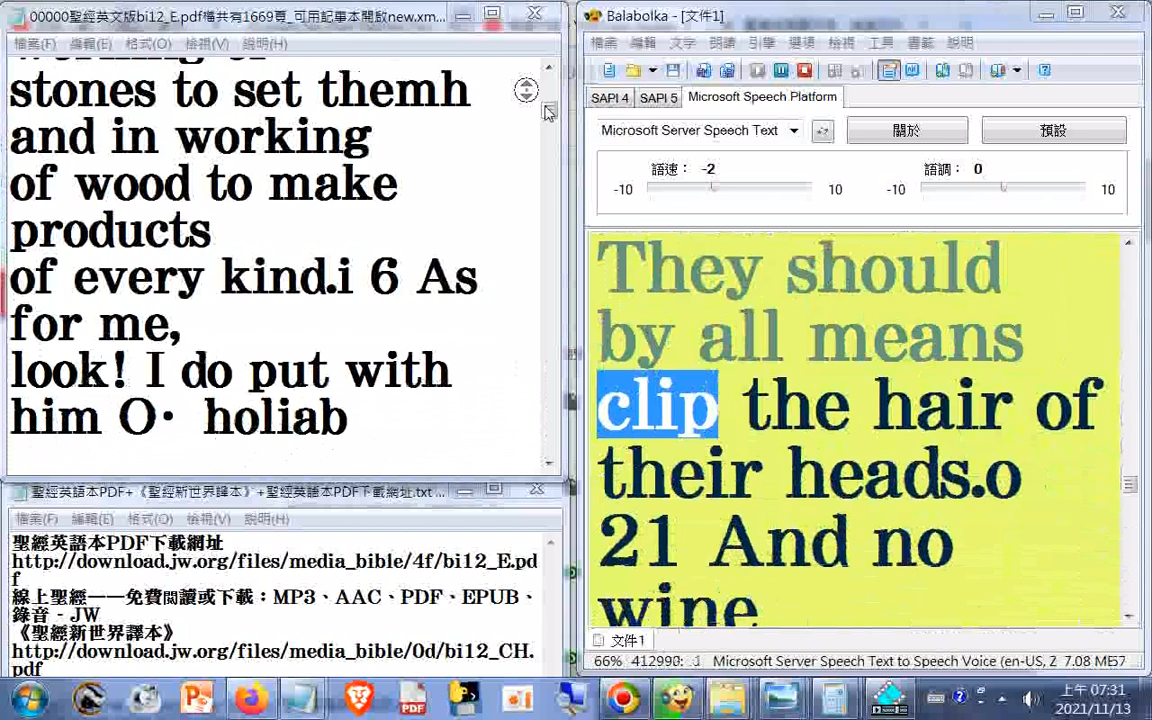 00000聖經英文版bi12_E.pdf檔共有1669頁_可用記事本開啟new.xm...
檔案(F) 編輯(E) 格式(O) 檢視(V) 說明(H)
stones to set themh
and in working
of wood to make
products
of every kind.i 6 As
for me,
look! I do put with
him O· holiab
聖經英語本PDF+《聖經新世界譯本》+聖經英語本PDF下載網址.txt ...
檔案(F) 編輯(E) 格式(O) 檢視(V) 說明(H)
聖經英語本PDF下載網址
http://download.jw.org/files/media_bible/4f/bi12_E.pd
f
線上聖經──免費閱讀或下載：MP3、AAC、PDF、EPUB、
錄音 - JW
《聖經新世界譯本》
http://download.jw.org/files/media_bible/0d/bi12_CH.
pdf
Balabolka - [文件1]
檔案 編輯 文字 朗讀 引擎 選項 檢視 工具 書籤 說明
SAPI 4 SAPI 5 Microsoft Speech Platform
Microsoft Server Speech Text 關於 預設
語速： -2 語調： 0
-10 10 -10 10
They should
by all means
clip the hair of
their heads.o
21 And no
wine
文件1
66% 412990: Microsoft Server Speech Text to Speech Voice (en-US, 7.08 ME
上午 07:31
2021/11/13